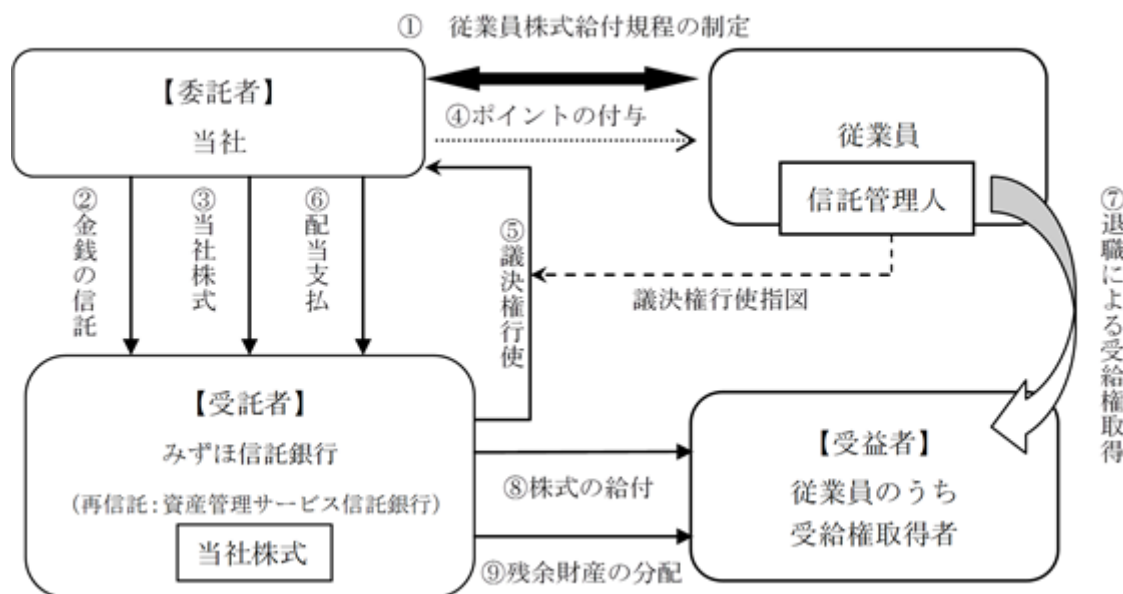 ① 従業員株式給付規程の制定
【委託者】
当社
④ポイントの付与
従業員
信託管理人
②金銭の信託
③当社株式
⑥配当支払
⑤議決権行使
議決権行使指図
⑦退職による受給権取得
【受託者】
みずほ信託銀行
(再信託:資産管理サービス信託銀行)
当社株式
⑧株式の給付
⑨残余財産の分配
【受益者】
従業員のうち
受給権取得者